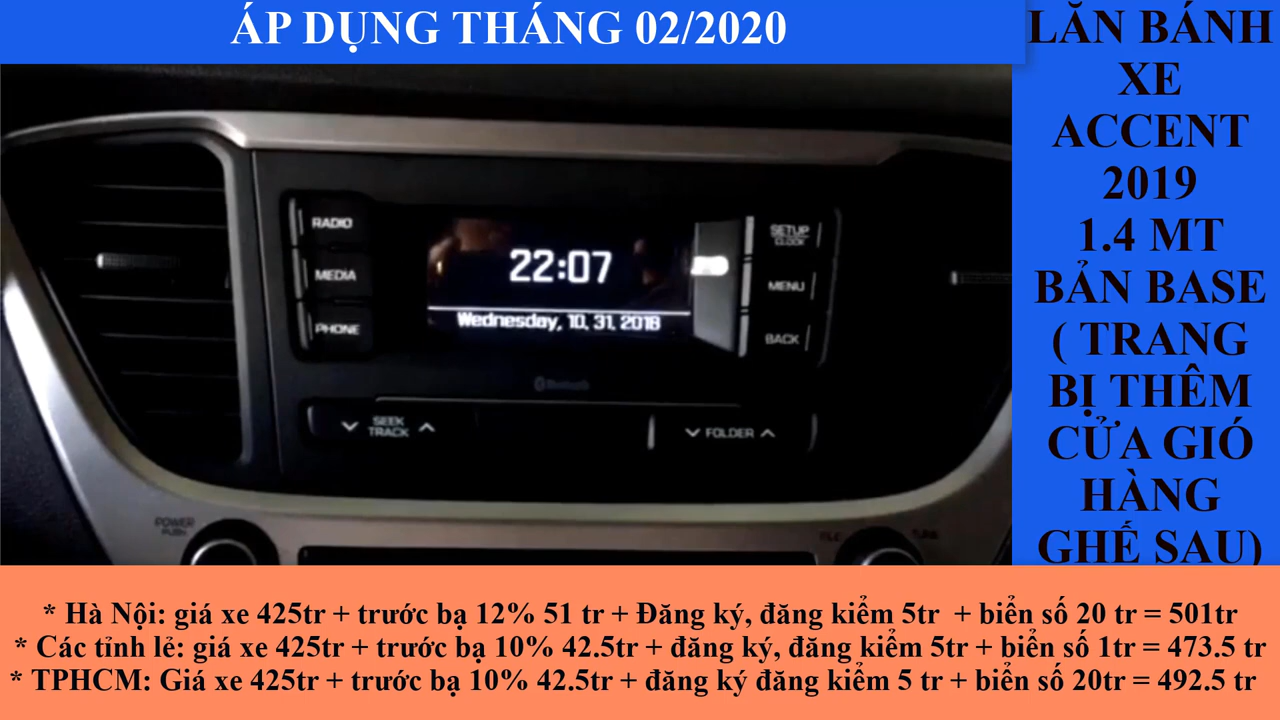 ÁP DỤNG THÁNG 02/2020
LĂN BÁNH
XE
ACCENT
2019
1.4 MT
BẢN BASE
( TRANG
BỊ THÊM
CỬA GIÓ
HÀNG
GHẾ SAU)
RADIO
MEDIA
PHONE
22:07
Wednesday, 10, 31, 2018
SETUP
CLOCK
MENU
BACK
Bluetooth
SEEK
TRACK
FOLDER
POWER
PUSH
TUNE
* Hà Nội: giá xe 425tr + trước bạ 12% 51 tr + Đăng ký, đăng kiểm 5tr + biển số 20 tr = 501tr
* Các tỉnh lẻ: giá xe 425tr + trước bạ 10% 42.5tr + đăng ký, đăng kiểm 5tr + biển số 1tr = 473.5 tr
* TPHCM: Giá xe 425tr + trước bạ 10% 42.5tr + đăng ký đăng kiểm 5 tr + biển số 20tr = 492.5 tr